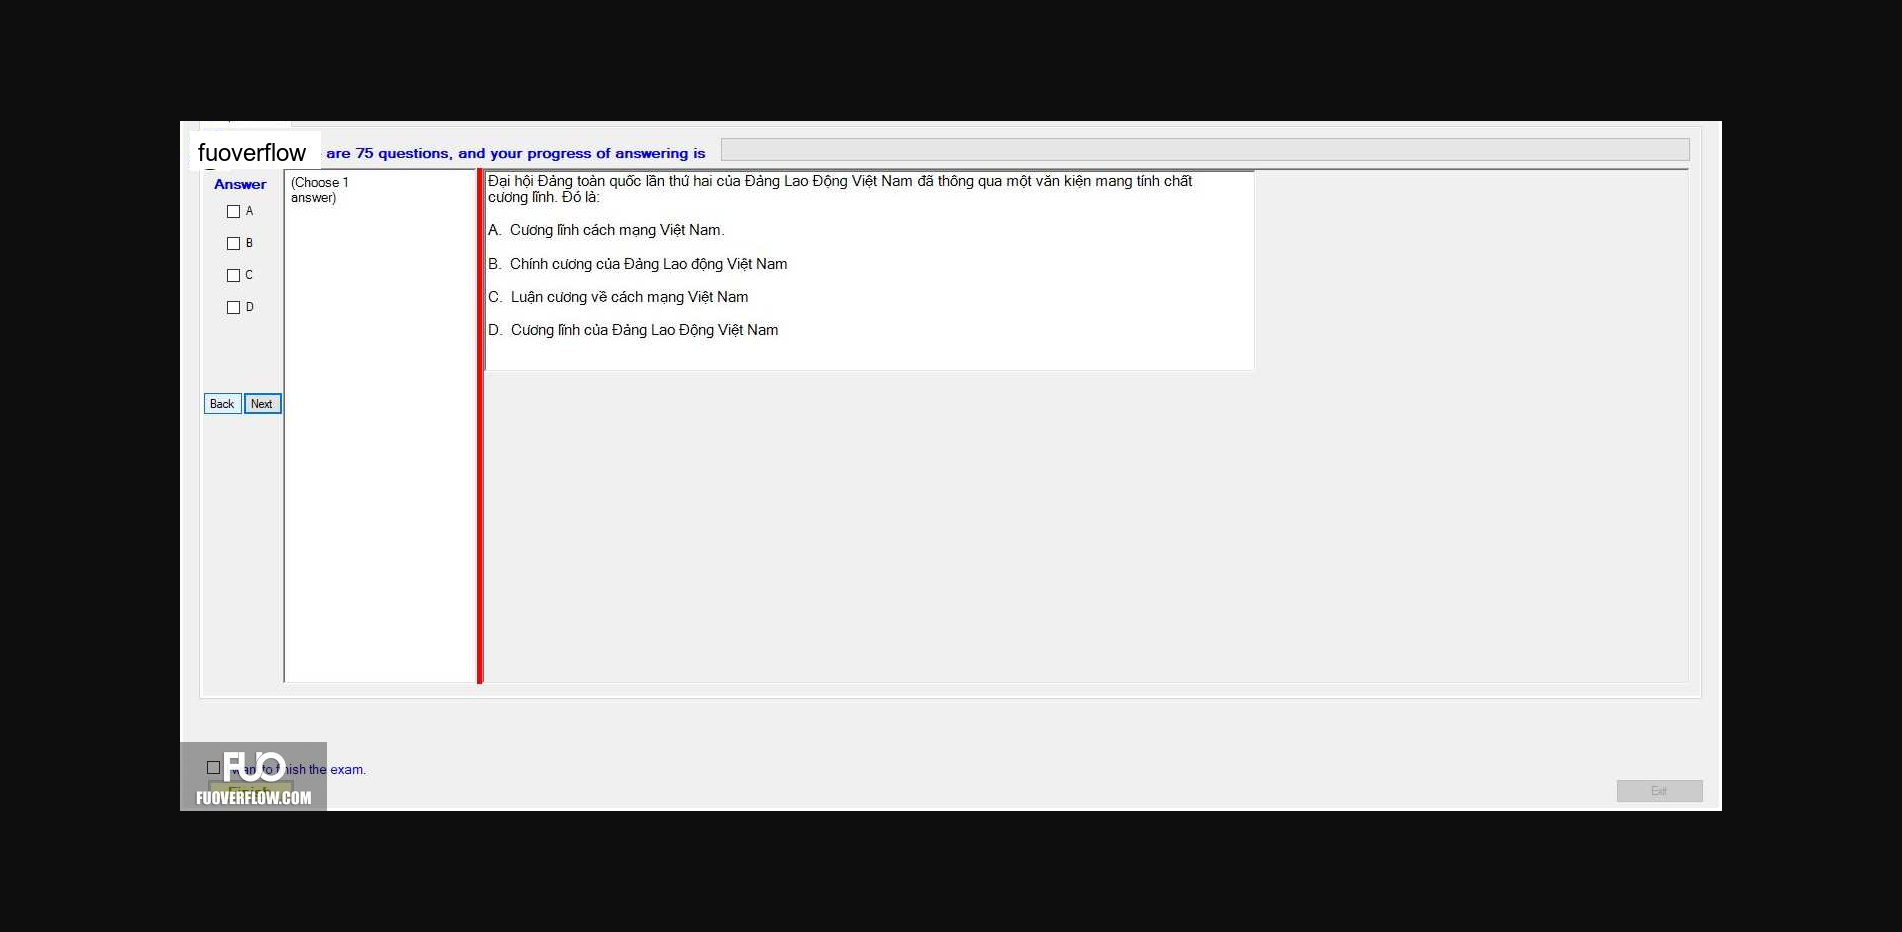 fuoverflow
are 75 questions, and your progress of answering is
Answer
(Choose 1
answer)
A
B
C
D
Back Next
Đại hội Đảng toàn quốc lần thứ hai của Đảng Lao Động Việt Nam đã thông qua một văn kiện mang tính chất
cương lĩnh. Đó là:
A. Cương lĩnh cách mạng Việt Nam.
B. Chính cương của Đảng Lao động Việt Nam
C. Luận cương về cách mạng Việt Nam
D. Cương lĩnh của Đảng Lao Động Việt Nam
FUO
want to finish the exam.
Finish
FUOVERFLOW.COM
Exit